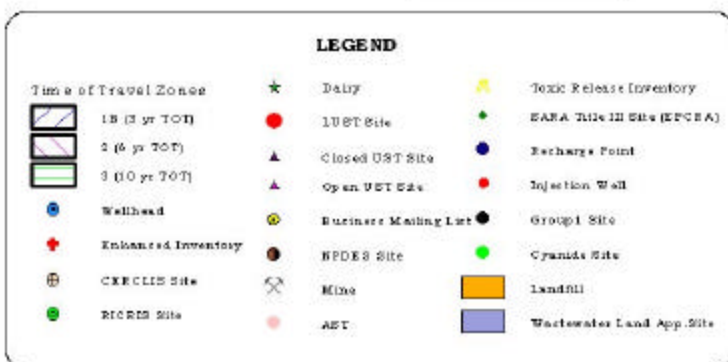 LEGEND
Time of Travel Zones
1B (3 yr TOT)
2 (6 yr TOT)
3 (10 yr TOT)
Wellhead
Enhanced Inventory
CERCLIS Site
RICRIS Site
Dairy
LUST Site
Closed UST Site
Open UST Site
Business Mailing List
NPDES Site
Mine
AST
Toxic Release Inventory
SARA Title III Site (EPCRA)
Recharge Point
Injection Well
Group1 Site
Cyanide Site
Landfill
Wastewater Land App.Site